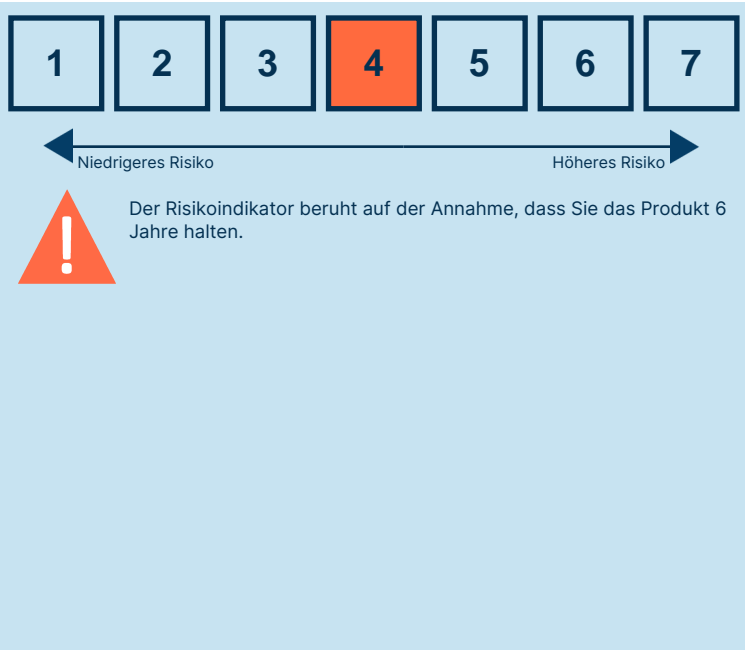 1 2 3 4 5 6 7
Niedrigeres Risiko Höheres Risiko
!
Der Risikoindikator beruht auf der Annahme, dass Sie das Produkt 6
Jahre halten.